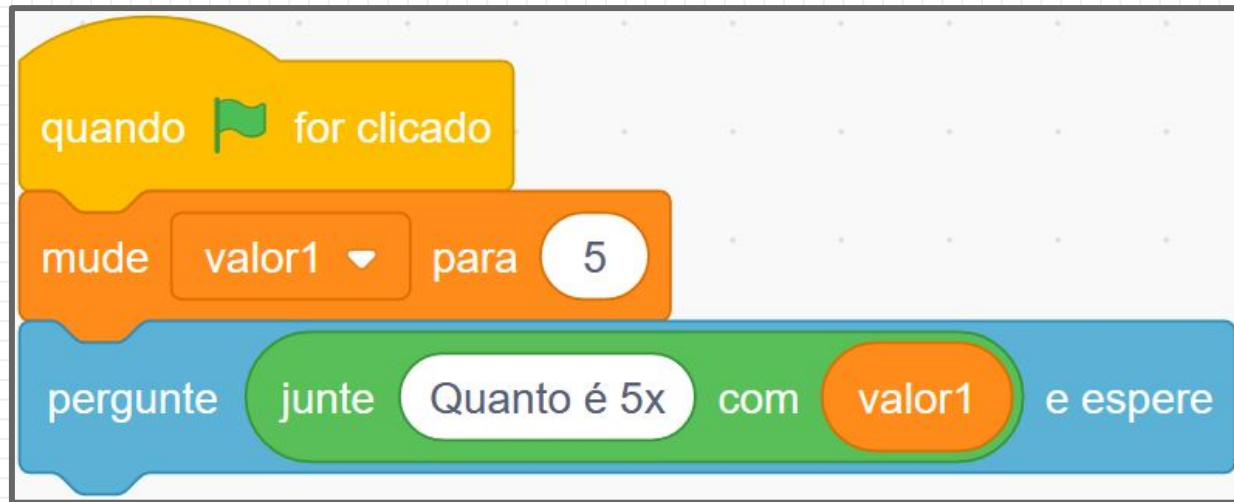 quando for clicado
mude valor1 para 5
pergunte junte Quanto é 5x com valor1 e espere